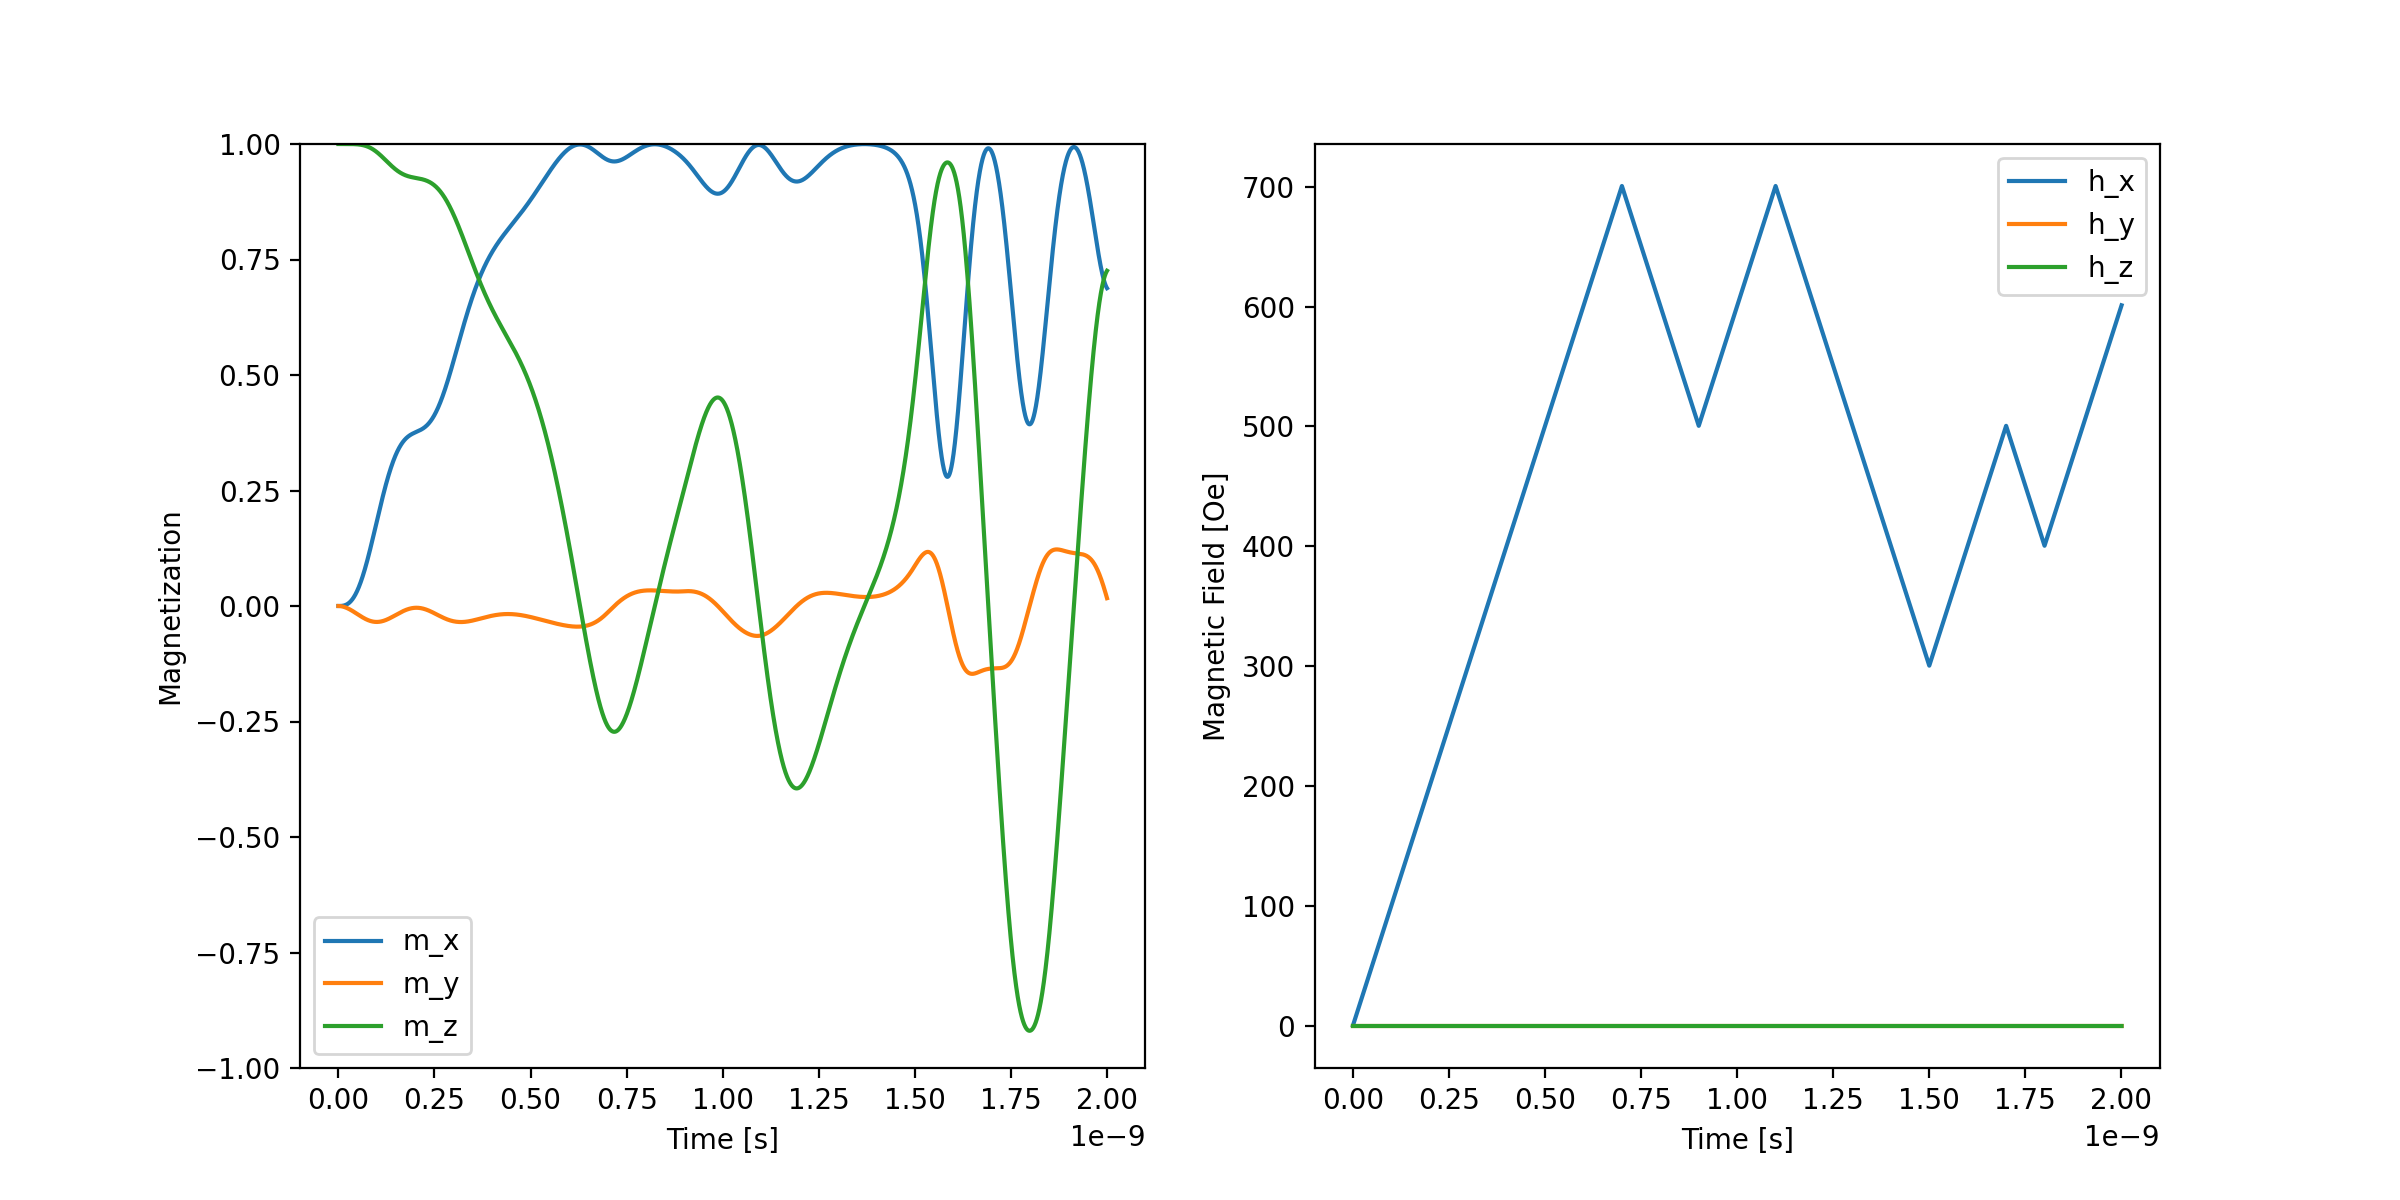 1.00
0.75
0.50
0.25
0.00
−0.25
−0.50
−0.75
−1.00
Magnetization
m_x
m_y
m_z
0.00 0.25 0.50 0.75 1.00 1.25 1.50 1.75 2.00
Time [s]
1e−9
700
600
500
400
300
200
100
0
Magnetic Field [Oe]
h_x
h_y
h_z
0.00 0.25 0.50 0.75 1.00 1.25 1.50 1.75 2.00
Time [s]
1e−9